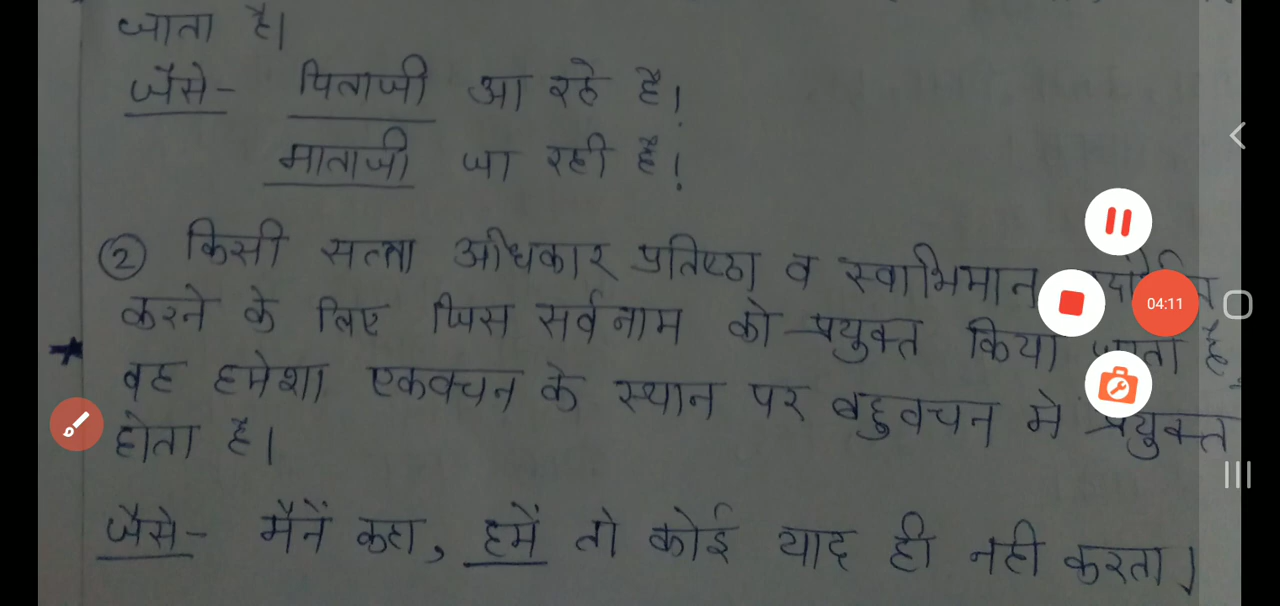 जाता है।
जैसे- पिताजी आ रहे है।
माताजी जा रही है।
② किसी सत्ता अधिकार प्रतिष्ठा व स्वाभिमान
करने के लिए जिस सर्वनाम को प्रयुक्त किया जाता है,
वह हमेशा एकवचन के स्थान पर बहुवचन मे प्रयुक्त
होता है।
जैसे- मैनें कहा, हमें तो कोई याद ही नही करता।
04:11